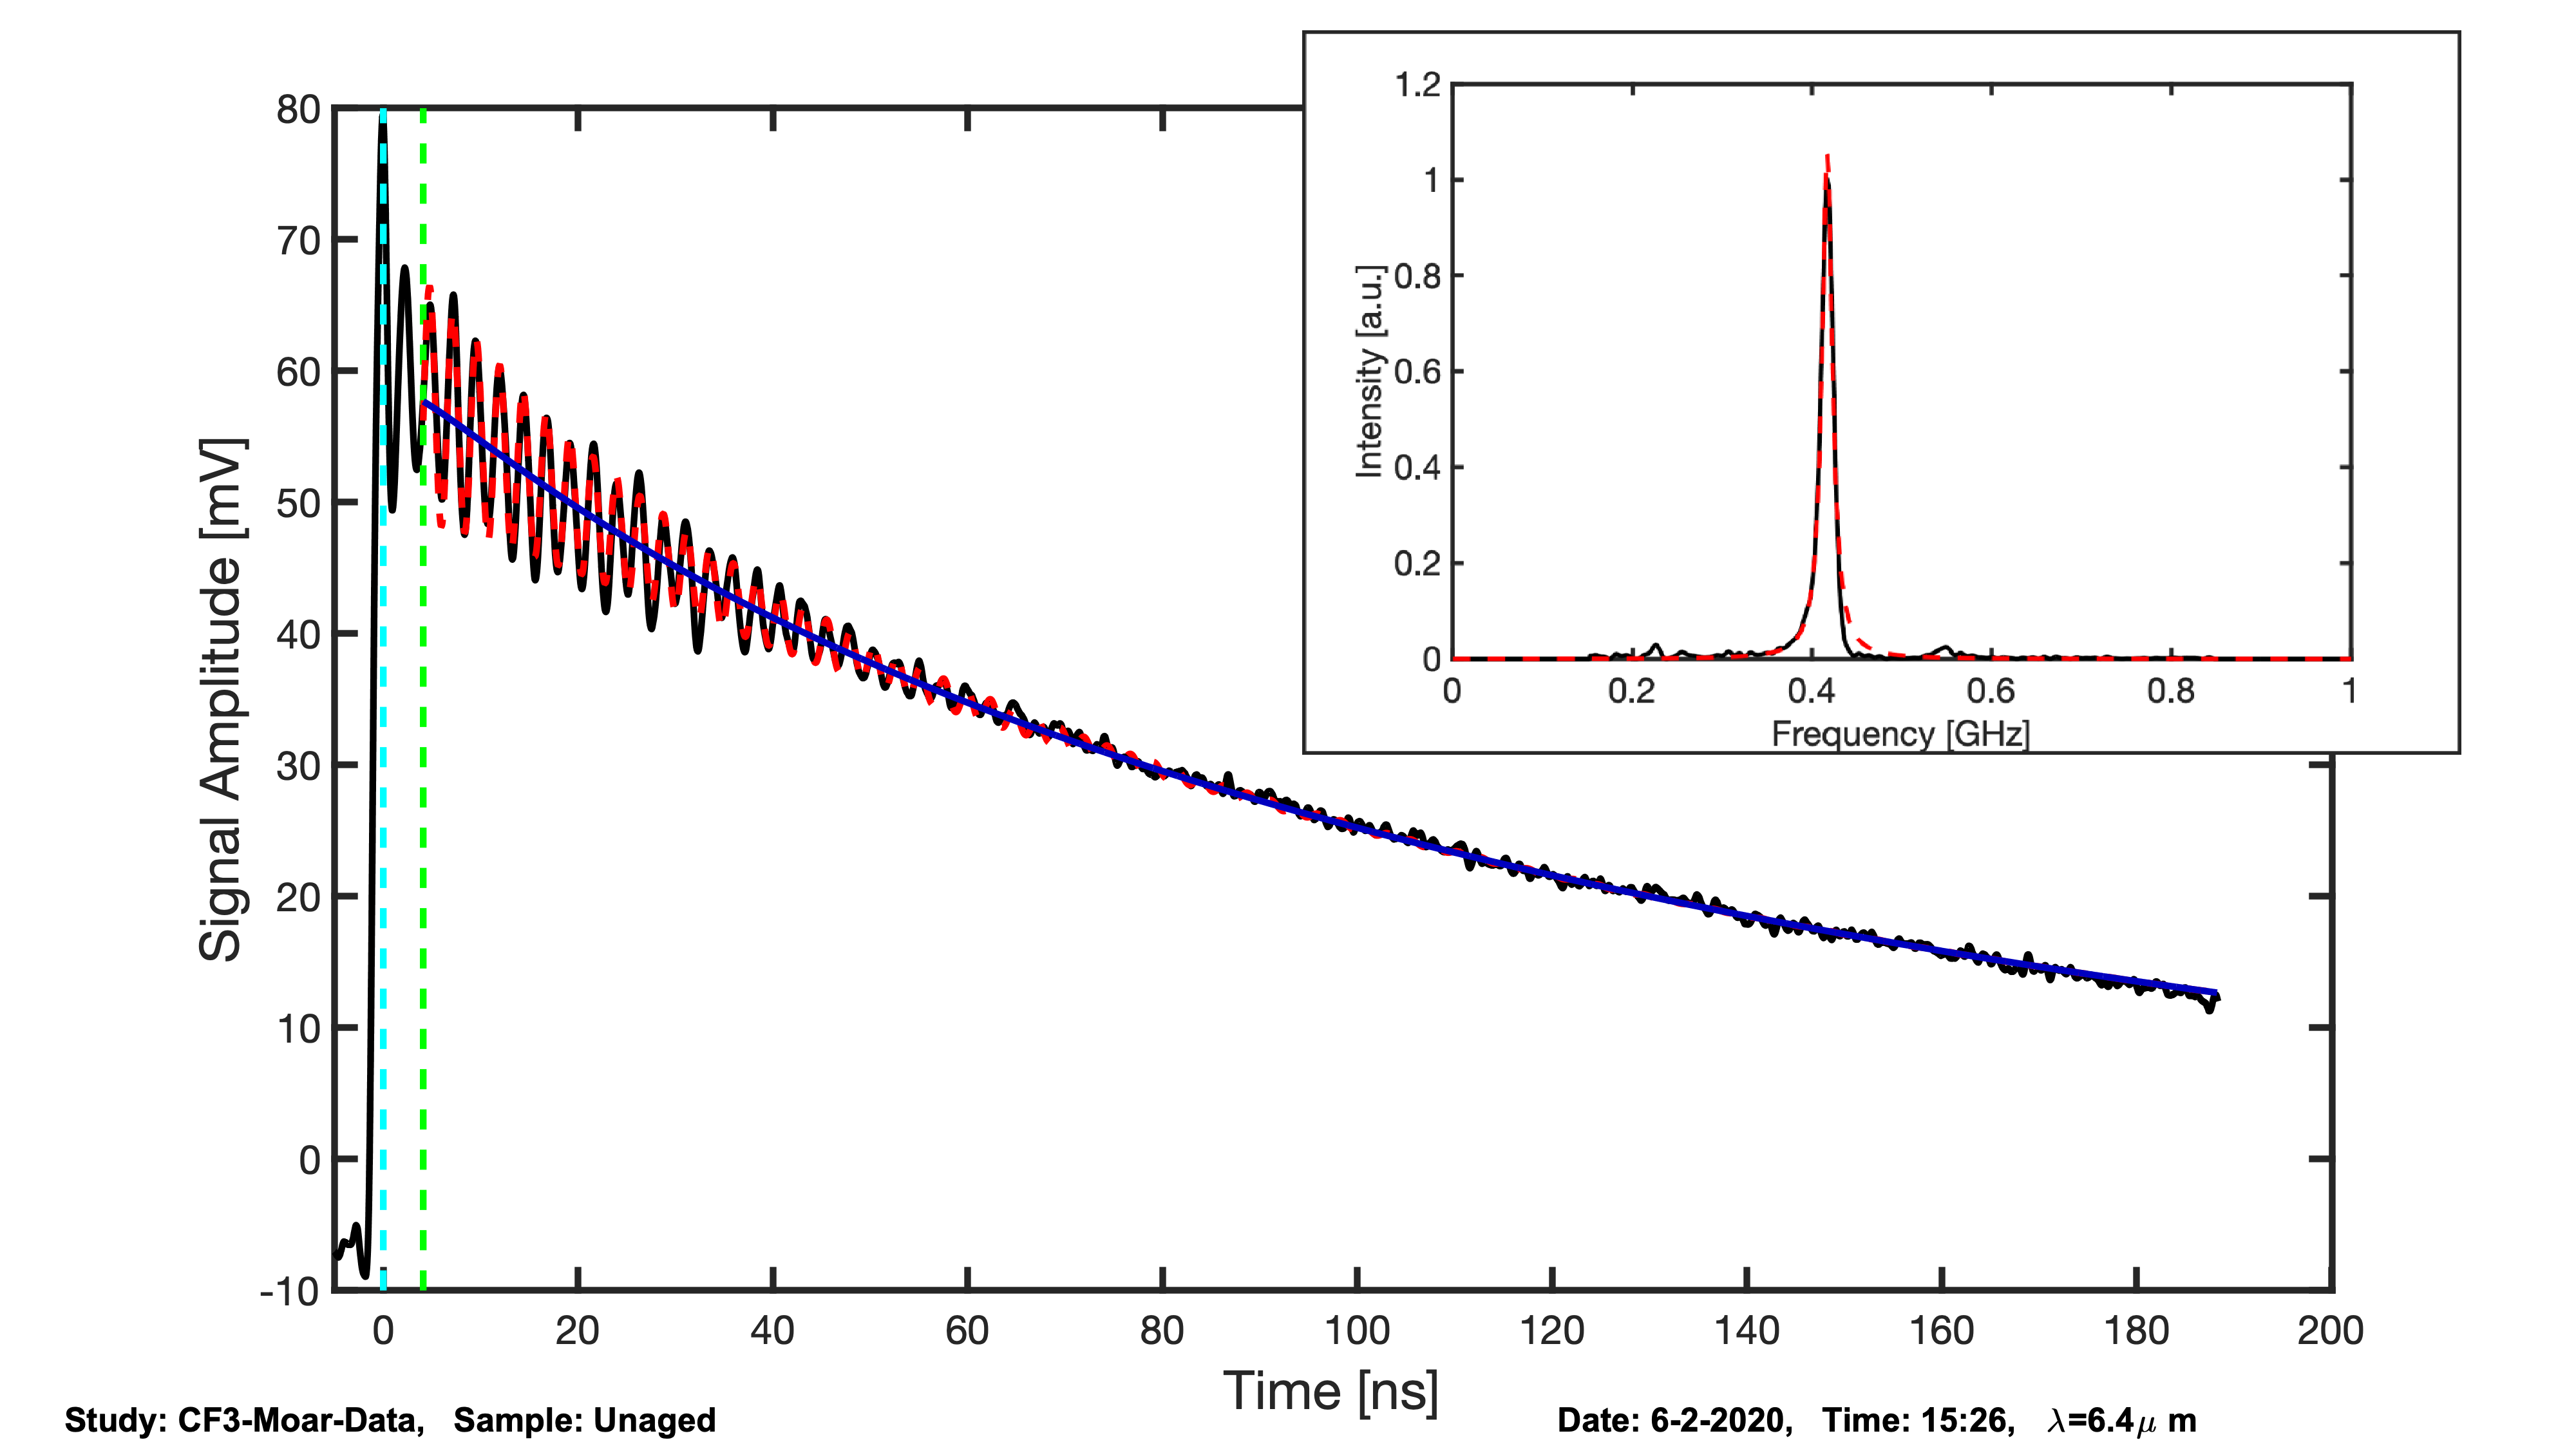 1.2
1
0.8
0.6
0.4
0.2
0
Intensity [a.u.]
0 0.2 0.4 0.6 0.8 1
Frequency [GHz]
80
70
60
50
40
30
20
10
0
-10
Signal Amplitude [mV]
0 20 40 60 80 100 120 140 160 180 200
Time [ns]
Study: CF3-Moar-Data, Sample: Unaged
Date: 6-2-2020, Time: 15:26, λ=6.4μ m